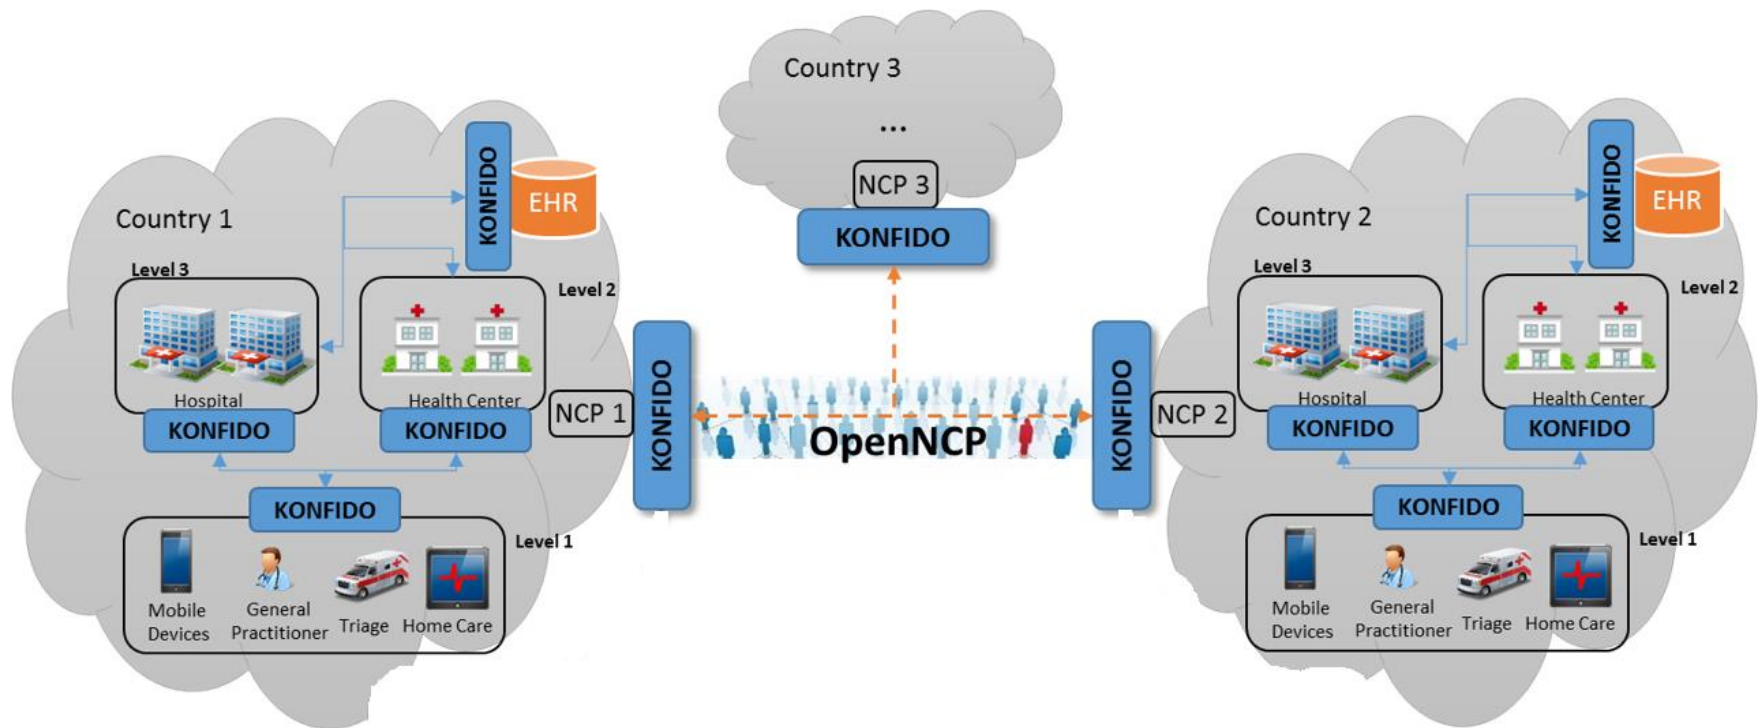 Country 1
KONFIDO
EHR
Level 3
Hospital
KONFIDO
Level 2
Health Center
KONFIDO
NCP 1
KONFIDO
KONFIDO
Level 1
Mobile
Devices
General
Practitioner
Triage
Home Care
Country 3
...
NCP 3
KONFIDO
OpenNCP
Country 2
KONFIDO
EHR
Level 3
Hospital
KONFIDO
Level 2
Health Center
KONFIDO
KONFIDO
NCP 2
KONFIDO
Level 1
Mobile
Devices
General
Practitioner
Triage
Home Care